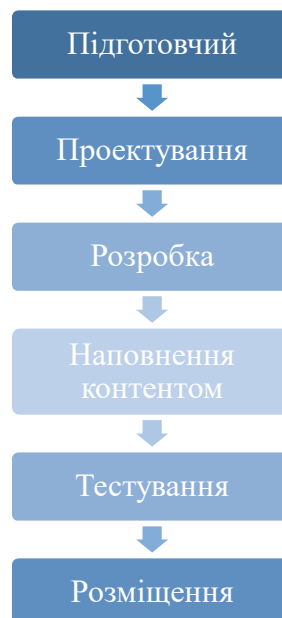 Підготовчий
Проектування
Розробка
Наповнення
контентом
Тестування
Розміщення